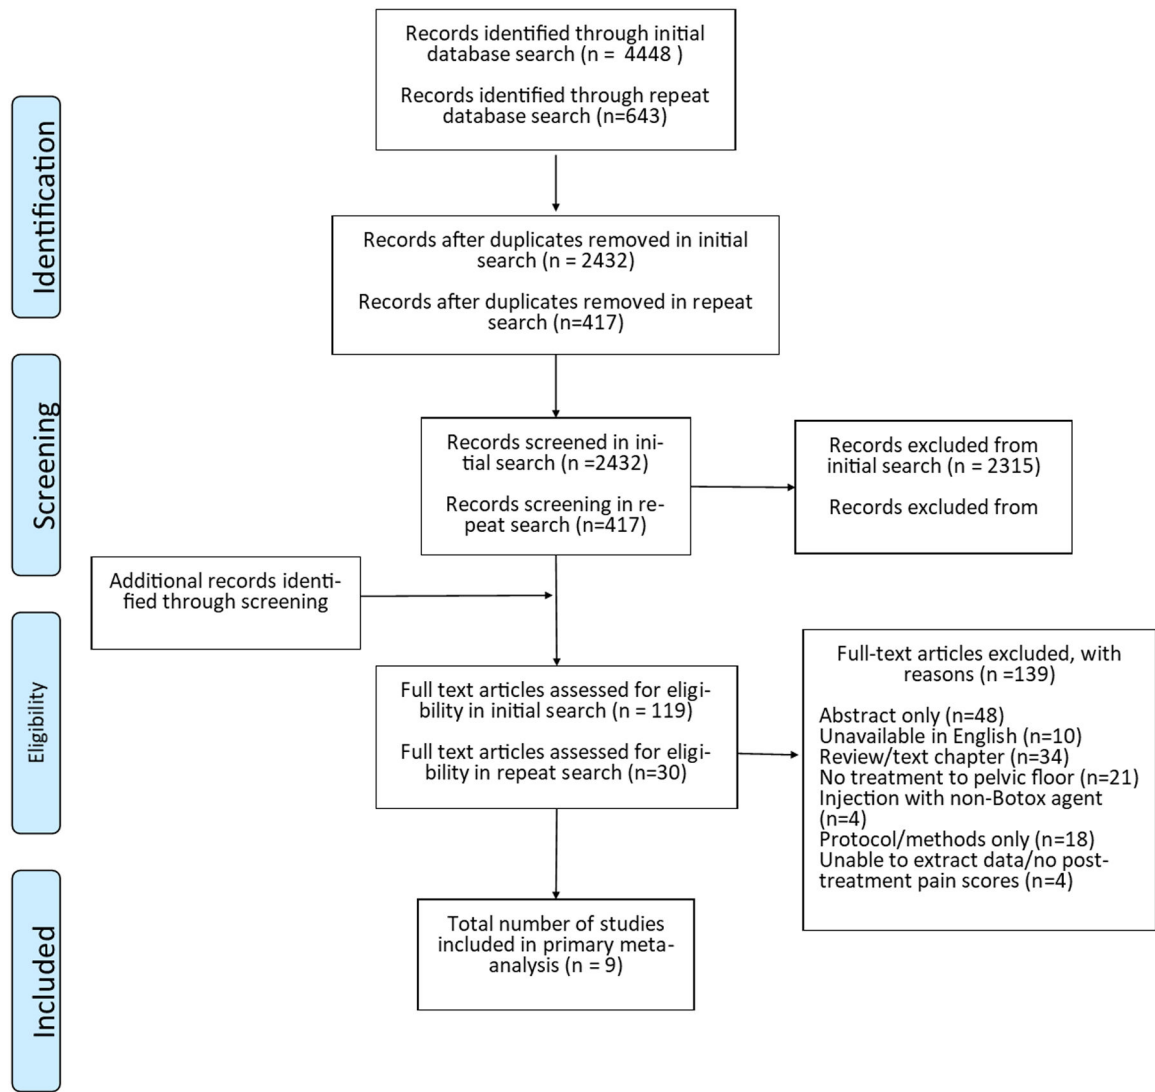 Identification
Records identified through initial
database search (n =  4448 )
Records identified through repeat
database search (n=643)
Records after duplicates removed in initial
search (n = 2432)
Records after duplicates removed in repeat
search (n=417)
Screening
Records screened in ini-
tial search (n =2432)
Records screening in re-
peat search (n=417)
Records excluded from
initial search (n = 2315)
Records excluded from
Additional records identi-
fied through screening
Eligibility
Full text articles assessed for eligi-
bility in initial search (n = 119)
Full text articles assessed for eligi-
bility in repeat search (n=30)
Full-text articles excluded, with
reasons (n =139)
Abstract only (n=48)
Unavailable in English (n=10)
Review/text chapter (n=34)
No treatment to pelvic floor (n=21)
Injection with non-Botox agent
(n=4)
Protocol/methods only (n=18)
Unable to extract data/no post-
treatment pain scores (n=4)
Included
Total number of studies
included in primary meta-
analysis (n = 9)